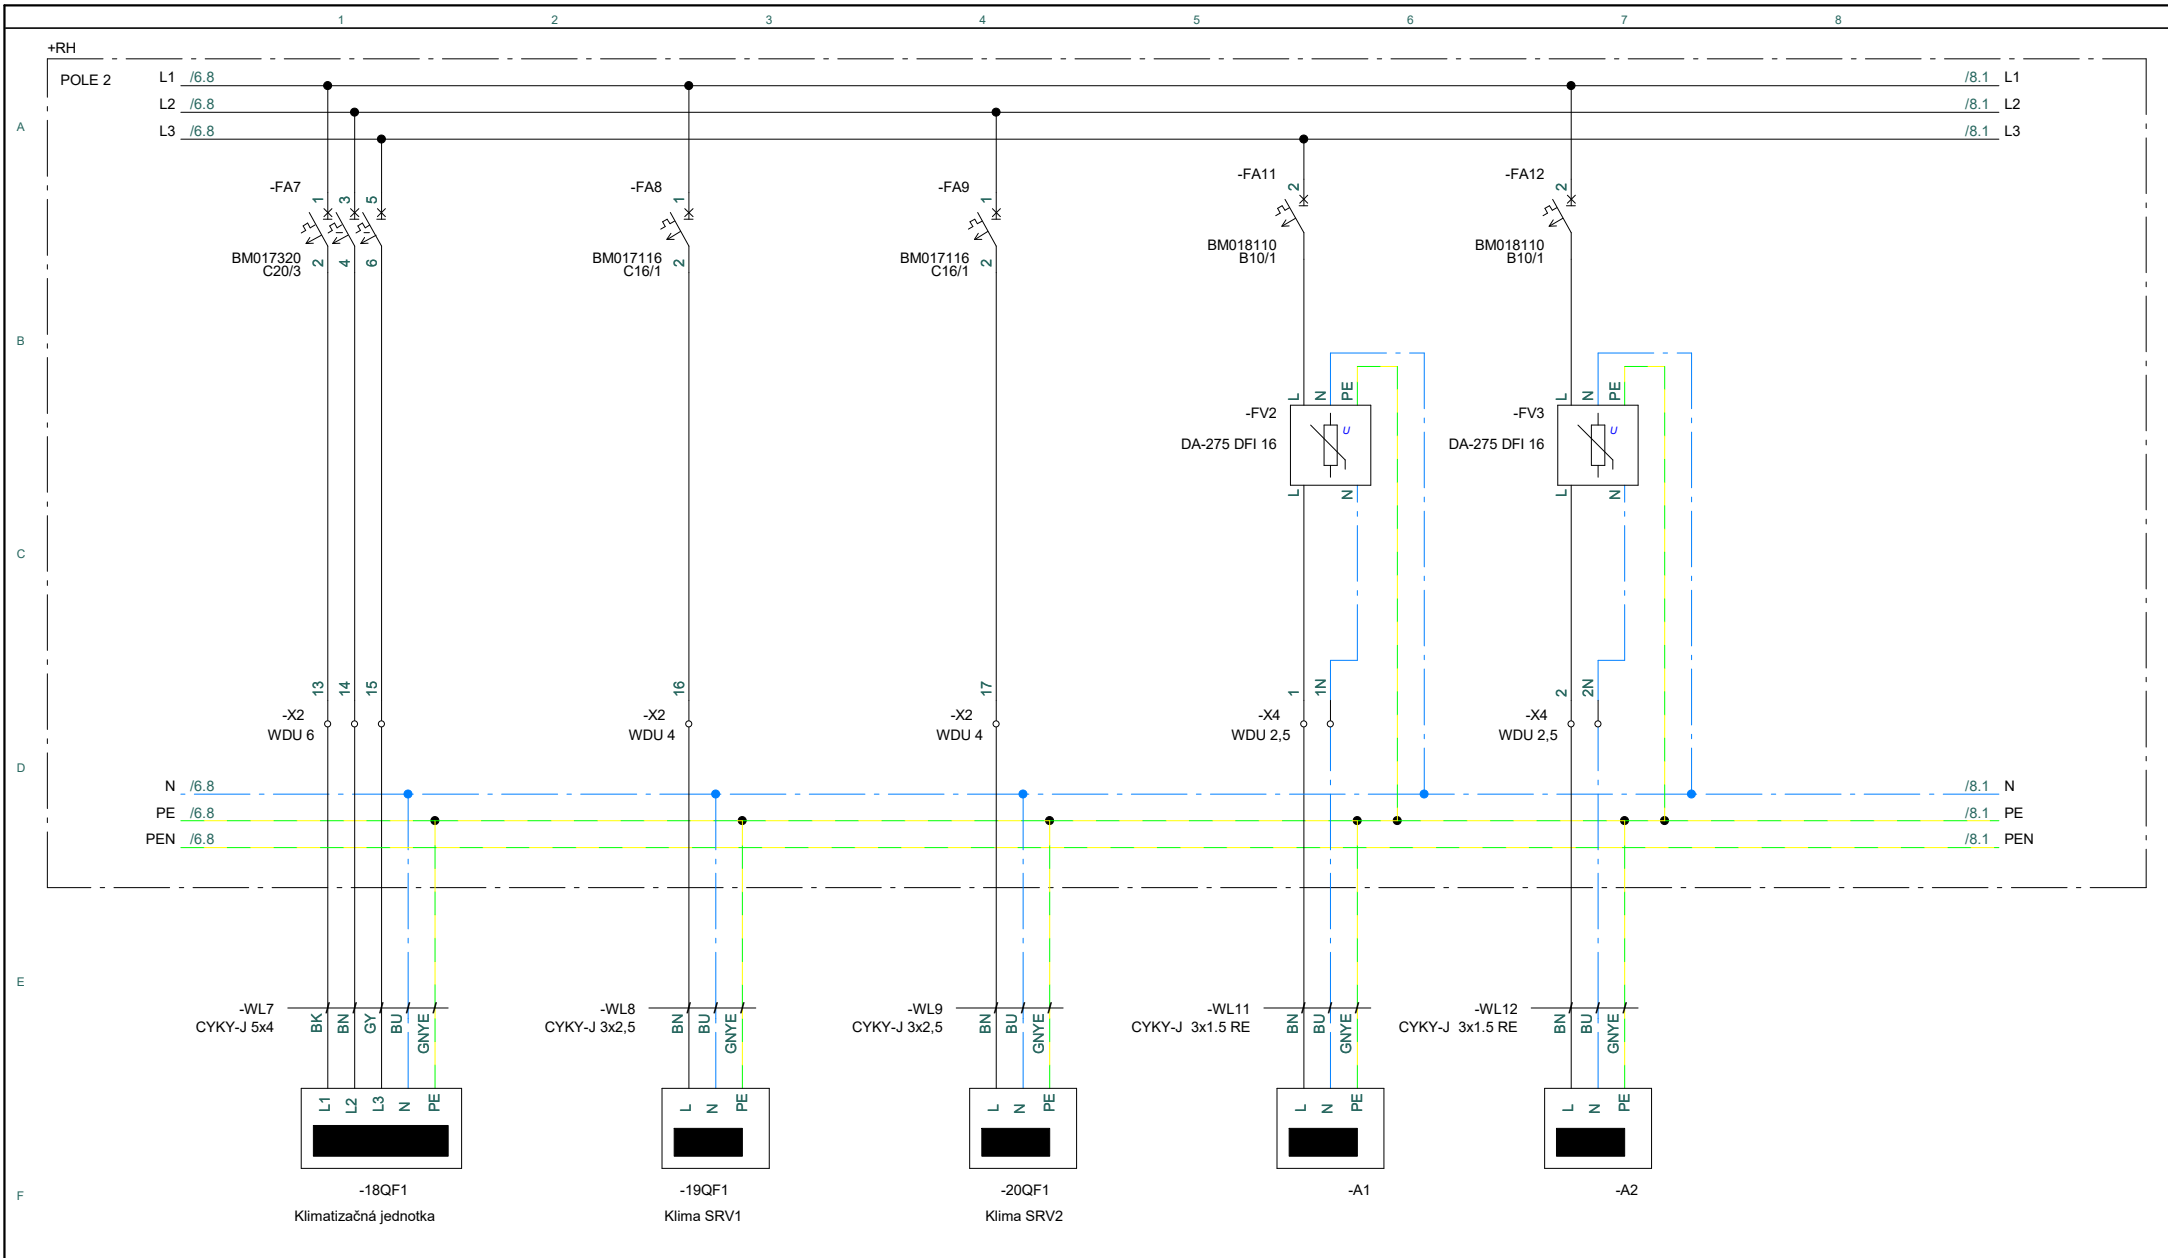 1 2 3 4 5 6 7 8
+RH
POLE 2
L1 /6.8 /8.1 L1
L2 /6.8 /8.1 L2
A
L3 /6.8 /8.1 L3
-FA7 1 3 5
BM017320
C20/3
2 4 6
-FA8 1
BM017116
C16/1
2
-FA9 1
BM017116
C16/1
2
-FA11 2
BM018110
B10/1
-FA12 2
BM018110
B10/1
B
L N PE
-FV2
U
DA-275 DFI 16
L N
L N PE
-FV3
U
DA-275 DFI 16
L N
C
13 14 15
-X2
WDU 6
16
-X2
WDU 4
17
-X2
WDU 4
1 1N
-X4
WDU 2,5
2 2N
-X4
WDU 2,5
D
N /6.8 /8.1 N
PE /6.8 /8.1 PE
PEN /6.8 /8.1 PEN
E
-WL7
CYKY-J 5x4
BK BN GY BU GNYE
-WL8
CYKY-J 3x2,5
BN BU GNYE
-WL9
CYKY-J 3x2,5
BN BU GNYE
-WL11
CYKY-J 3x1.5 RE
BN BU GNYE
-WL12
CYKY-J 3x1.5 RE
BN BU GNYE
L1 L2 L3 N PE
L N PE
L N PE
L N PE
L N PE
F
-18QF1
Klimatizačná jednotka
-19QF1
Klima SRV1
-20QF1
Klima SRV2
-A1
-A2